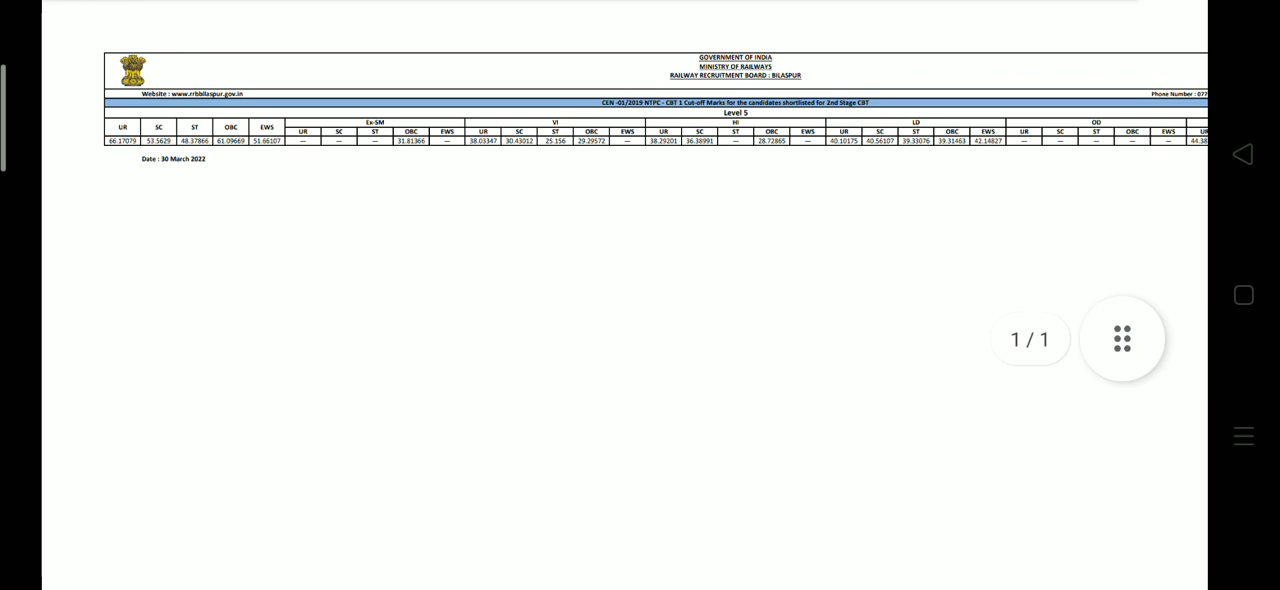 GOVERNMENT OF INDIA
MINISTRY OF RAILWAYS
RAILWAY RECRUITMENT BOARD : BILASPUR
Website : www.rrbbilaspur.gov.in Phone Number : 077
CEN -01/2019 NTPC - CBT 1 Cut-off Marks for the candidates shortlisted for 2nd Stage CBT
Level 5
UR SC ST OBC EWS Ex-SM VI HI LD OD
UR SC ST OBC EWS UR SC ST OBC EWS UR SC ST OBC EWS UR SC ST OBC EWS UR SC ST OBC EWS UR
66.17079 53.5629 48.37866 61.09669 51.66107 — — — 31.81366 — 38.03347 30.43012 25.156 29.29572 — 38.29201 36.38991 — 28.72865 — 40.10175 40.56107 39.33076 39.31463 42.14827 — — — — — 44.38
Date : 30 March 2022
1 / 1